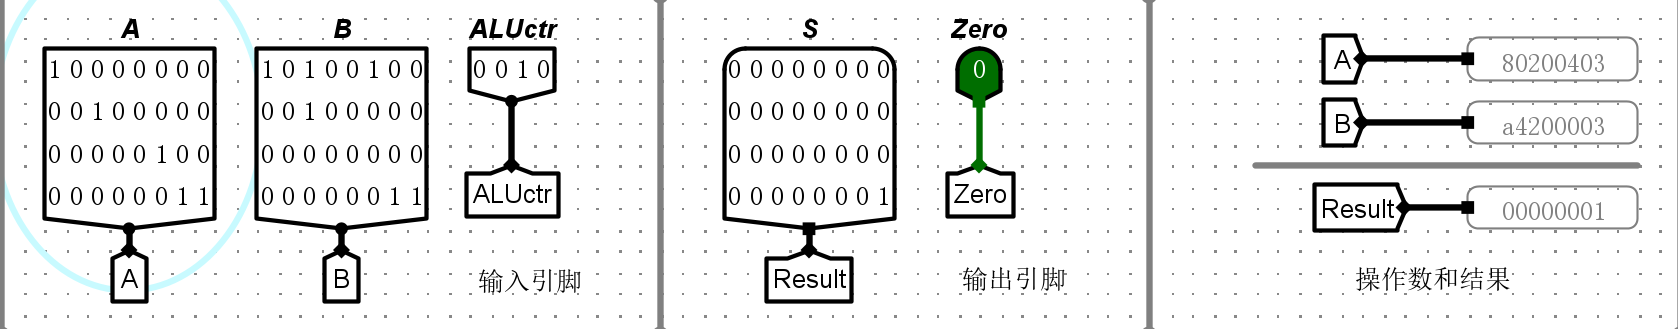 A
1 0 0 0 0 0 0 0
0 0 1 0 0 0 0 0
0 0 0 0 0 1 0 0
0 0 0 0 0 0 1 1
A
B
1 0 1 0 0 1 0 0
0 0 1 0 0 0 0 0
0 0 0 0 0 0 0 0
0 0 0 0 0 0 1 1
B
ALUctr
0 0 1 0
ALUctr
输入引脚
S
0 0 0 0 0 0 0 0
0 0 0 0 0 0 0 0
0 0 0 0 0 0 0 0
0 0 0 0 0 0 0 1
Result
Zero
0
Zero
输出引脚
A 80200403
B a4200003
Result 00000001
操作数和结果